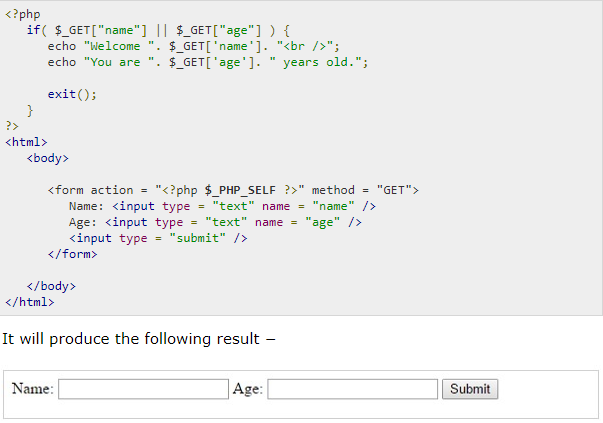 <?php
if( $_GET["name"] || $_GET["age"] ) {
echo "Welcome ". $_GET['name']. "<br />";
echo "You are ". $_GET['age']. " years old.";
exit();
}
?>
<html>
<body>
<form action = "<?php $_PHP_SELF ?>" method = "GET">
Name: <input type = "text" name = "name" />
Age: <input type = "text" name = "age" />
<input type = "submit" />
</form>
</body>
</html>
It will produce the following result −
Name: Age: Submit